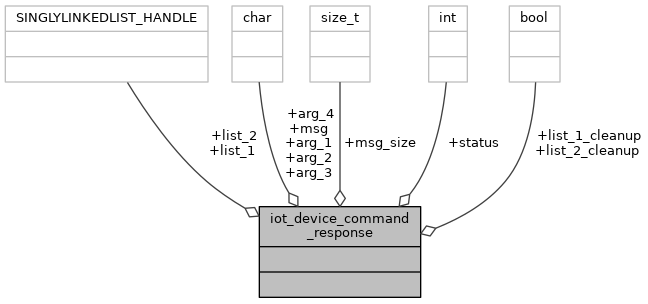 SINGLYLINKEDLIST_HANDLE
char
size_t
int
bool
+list_2
+list_1
+arg_4
+msg
+arg_1
+arg_2
+arg_3
+msg_size
+status
+list_1_cleanup
+list_2_cleanup
iot_device_command
_response